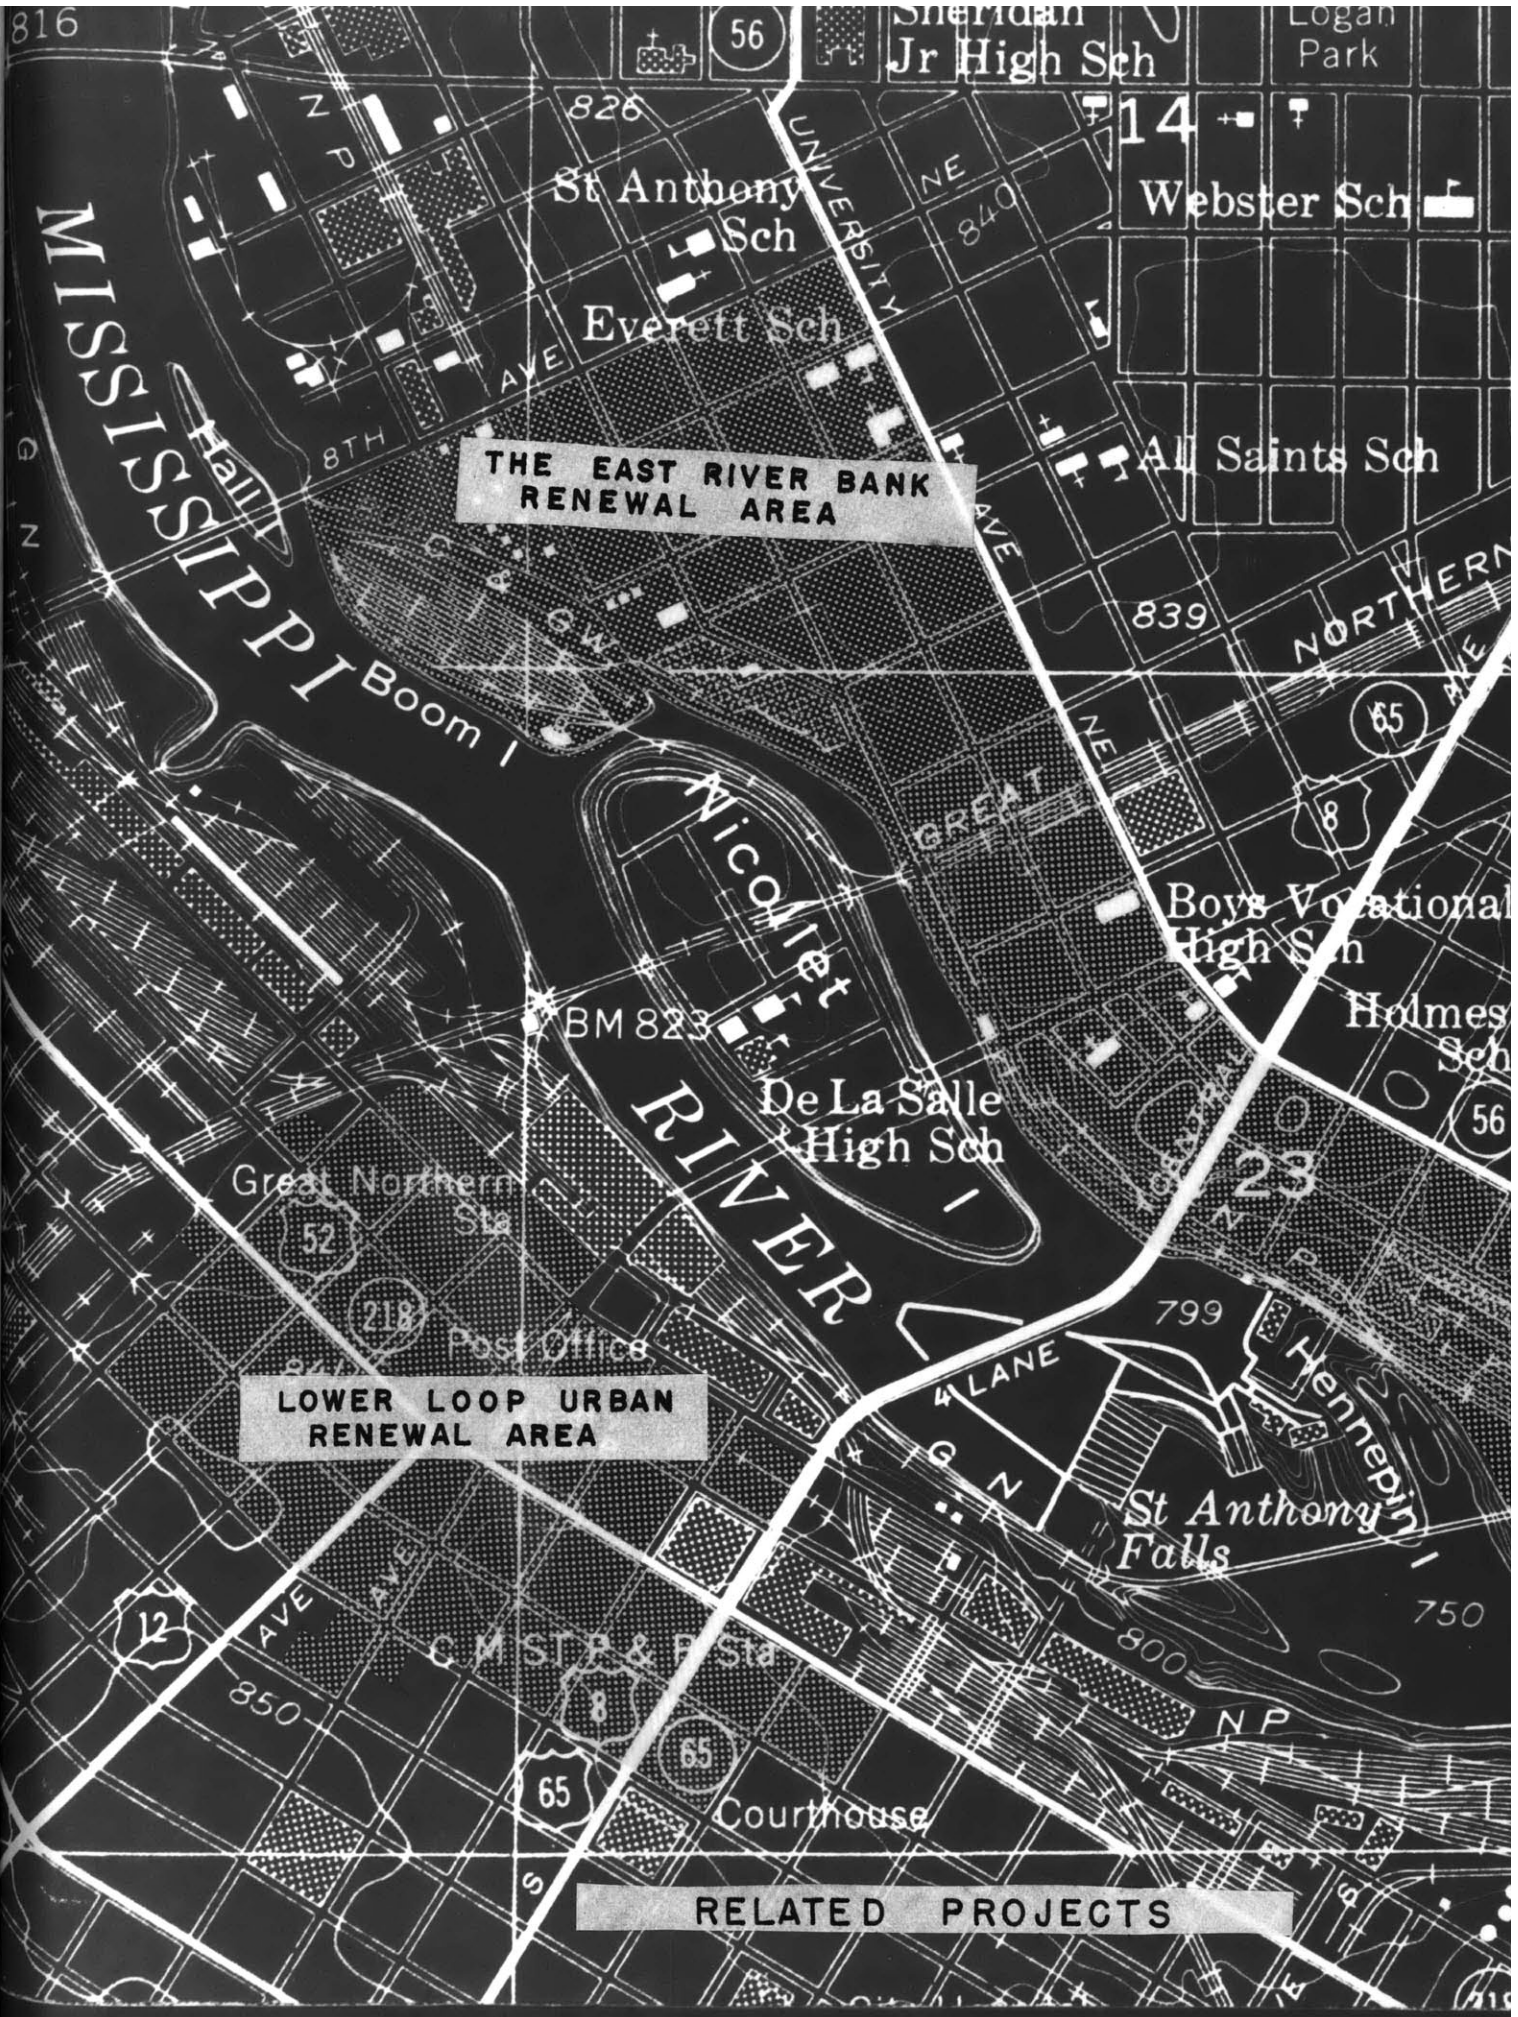 816
56
Sheridan
Jr High Sch
Logan
Park
N P
826
UNIVERSITY
14
NE
840
St Anthony
Sch
Webster Sch
MISSISSIPPI
Everett Sch
AVE
8TH
Hall I
G N
THE EAST RIVER BANK
RENEWAL AREA
All Saints Sch
AVE
C & GW
839
NORTHERN
AVE
Boom I
NE
65
8
GREAT
Nicollet
Boys Vocational
High Sch
BM 823
Holmes
Sch
De La Salle
High Sch
I
RIVER
CENTRAL
56
23
N P
Great Northern
Sta
52
218
Post Office
799
4 LANE
Hennepin I
LOWER LOOP URBAN
RENEWAL AREA
G N
St Anthony
Falls
AVE
AVE
12
750
800
C M ST P & P Sta
8
850
65
65
N P
Courthouse
S
S
RELATED PROJECTS
218